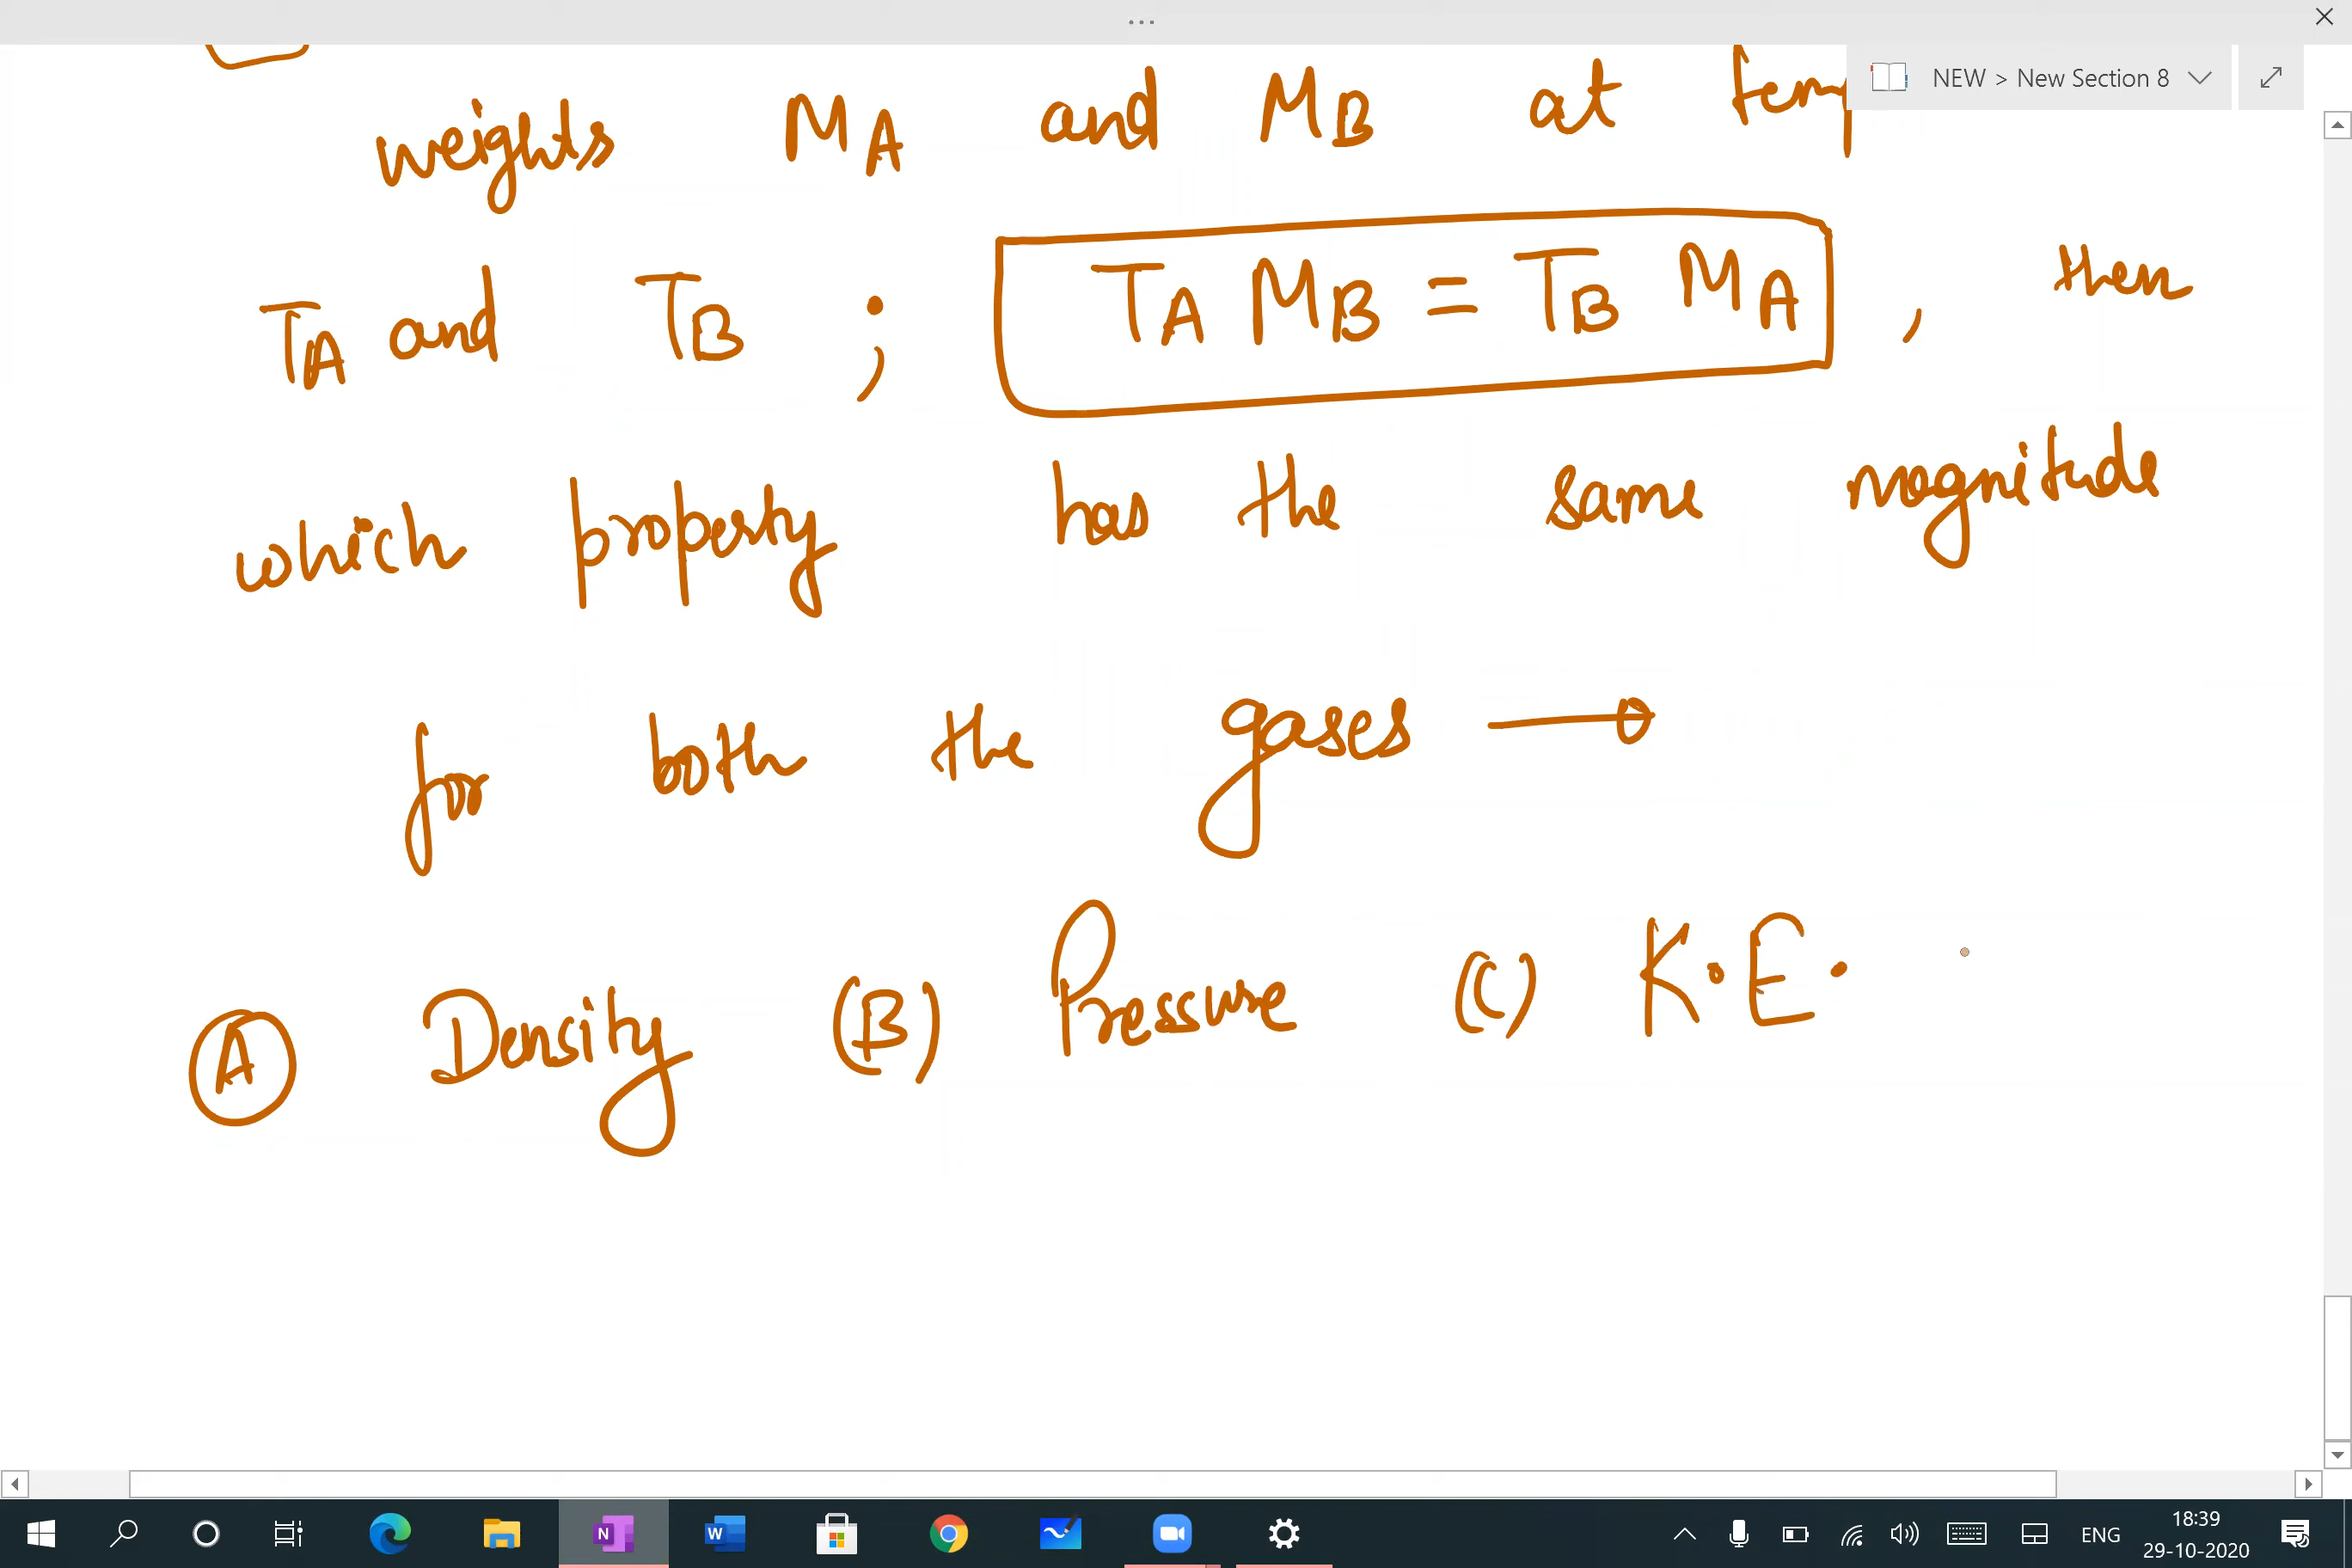 NEW > New Section 8
weights MA and MB at
TA and TB ; TA MB = TB MA , then
which property has the same magnitude
for both the gases
(A) Density (B) Pressure (C) K.E.
ENG
18:39
29-10-2020